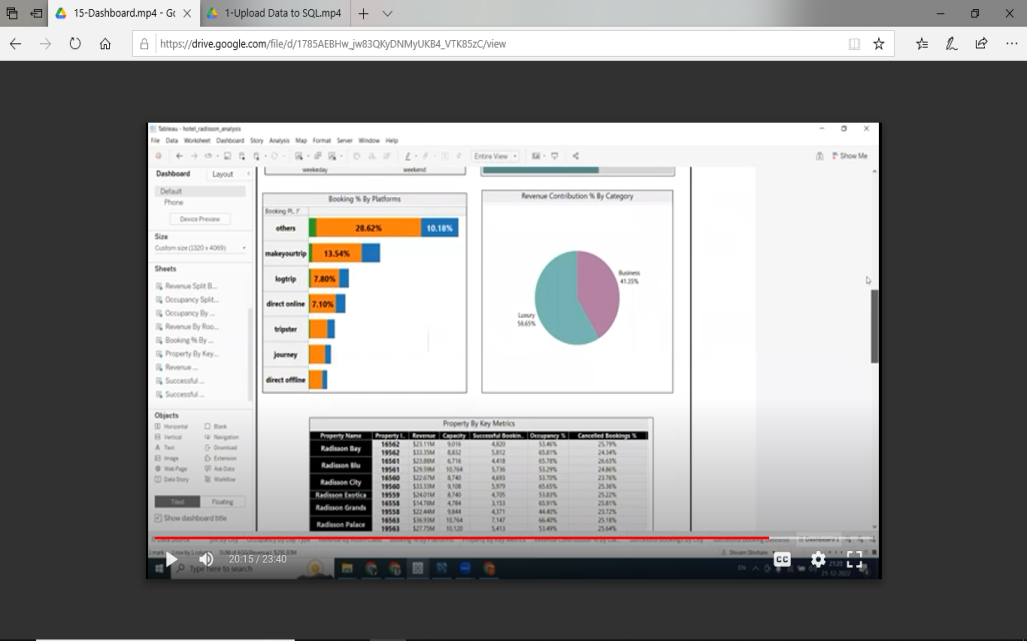 15-Dashboard.mp4 - Go
1-Upload Data to SQL.mp4
https://drive.google.com/file/d/1785AEBHw_jw83QKyDNMyUKB4_VTK85zC/view
Tableau - hotel_radisson_analysis
File Data Worksheet Dashboard Story Analysis Map Format Server Window Help
Entire View
Show Me
Dashboard Layout
Default
Phone
Device Preview
Size
Custom size (1320 x 4069)
Sheets
Revenue Split B...
Occupancy Split...
Occupancy By ...
Revenue By Roo...
Booking % By ...
Property By Key...
Revenue ...
Successful ...
Successful ...
Objects
Horizontal Blank
Vertical Navigation
Text Download
Image Extension
Web Page Ask Data
Data Story Workflow
Tiled Floating
Show dashboard title
weekeday weekend
Booking % By Platforms
Booking Pl..
others 28.62% 10.18%
makeyourtrip 13.54%
logtrip 7.80%
direct online 7.10%
tripster
journey
direct offline
Revenue Contribution % By Category
Business
41.35%
Luxury
58.65%
Property By Key Metrics
Property Name Property I.. Revenue Capacity Successful Bookin.. Occupancy % Cancelled Bookings %
Radisson Bay 16562 $23.11M 9,016 4,820 53.46% 25.79%
19562 $33.35M 8,832 5,812 65.81% 24.34%
Radisson Blu 16561 $23.88M 6,716 4,418 65.78% 26.63%
19561 $29.59M 10,764 5,736 53.29% 24.86%
Radisson City 16560 $22.67M 8,740 4,693 53.70% 23.76%
19560 $33.33M 9,108 5,979 65.65% 25.36%
Radisson Exotica 19559 $24.01M 8,740 4,705 53.83% 25.22%
Radisson Grands 16558 $14.78M 4,784 3,153 65.91% 25.81%
19558 $22.44M 9,844 4,371 44.40% 23.72%
Radisson Palace 16563 $36.93M 10,764 7,147 66.40% 25.18%
19563 $27.75M 10,120 5,413 53.49% 25.64%
20:15 / 23:40
CC
Type here to search